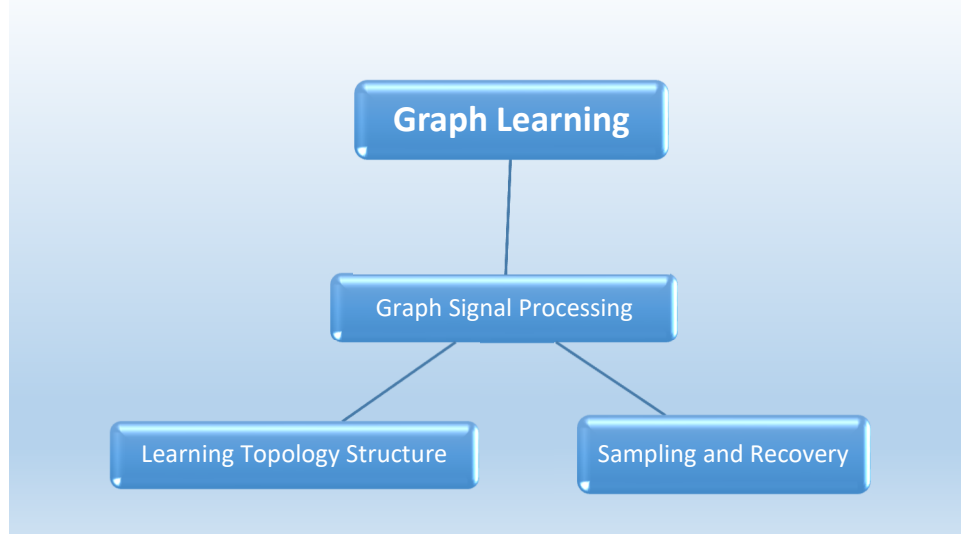 Graph Learning
Graph Signal Processing
Learning Topology Structure
Sampling and Recovery